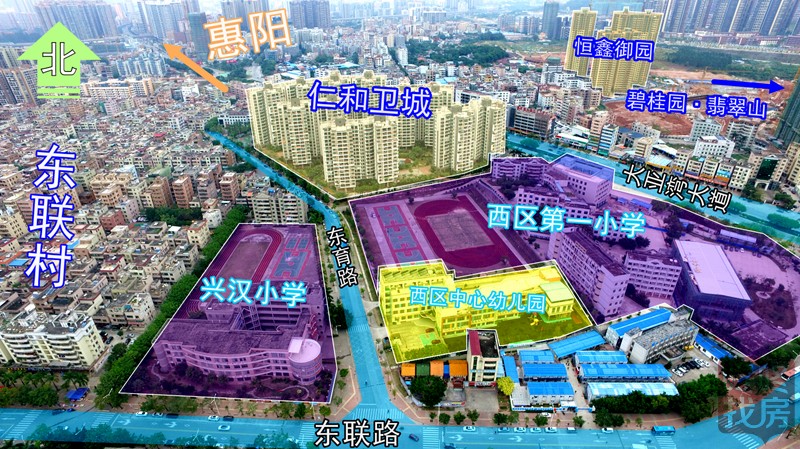 北
惠阳
恒鑫御园
仁和卫城
碧桂园·翡翠山
东联村
大亚湾大道
西区第一小学
东育路
兴汉小学
西区中心幼儿园
东联路
找房